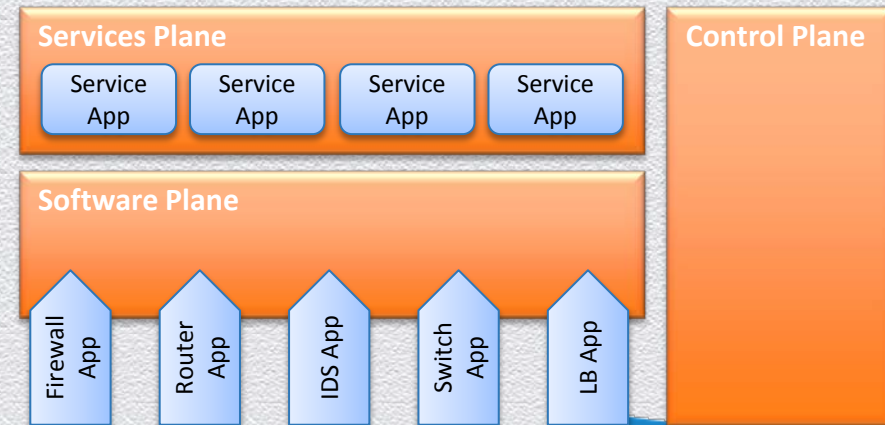 Services Plane
Control Plane
Service
App
Service
App
Service
App
Service
App
Software Plane
Firewall
App
Router
App
IDS App
Switch
App
LB App